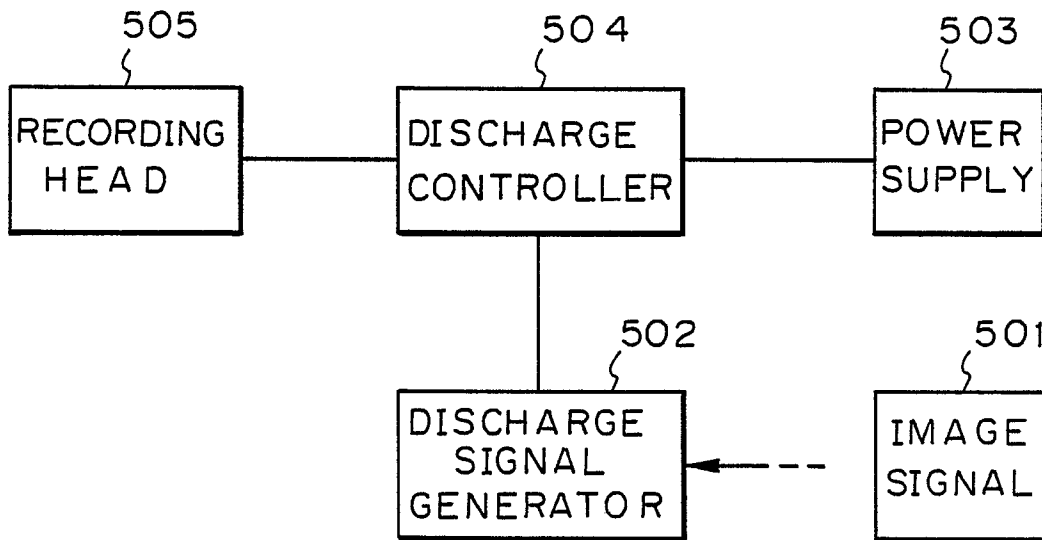 505
504
503
RECORDING
HEAD
DISCHARGE
CONTROLLER
POWER
SUPPLY
502
501
DISCHARGE
SIGNAL
GENERATOR
IMAGE
SIGNAL